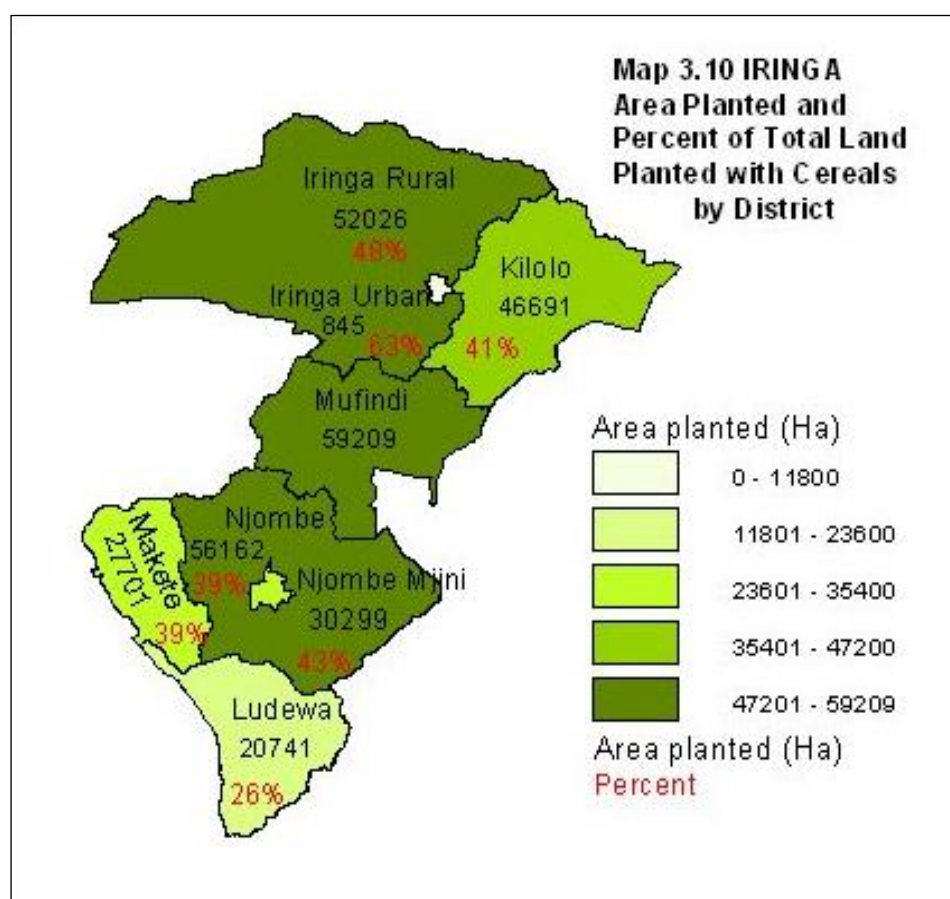 Map 3.10 IRINGA
Area Planted and
Percent of Total Land
Planted with Cereals
by District
Iringa Rural
52026
48%
Kilolo
46691
41%
Iringa Urban
845
63%
Mufindi
59209
Njombe
56162
39%
Njombe Mjini
30299
43%
Makete
27701
39%
Ludewa
20741
26%
Area planted (Ha)
0 - 11800
11801 - 23600
23601 - 35400
35401 - 47200
47201 - 59209
Area planted (Ha)
Percent